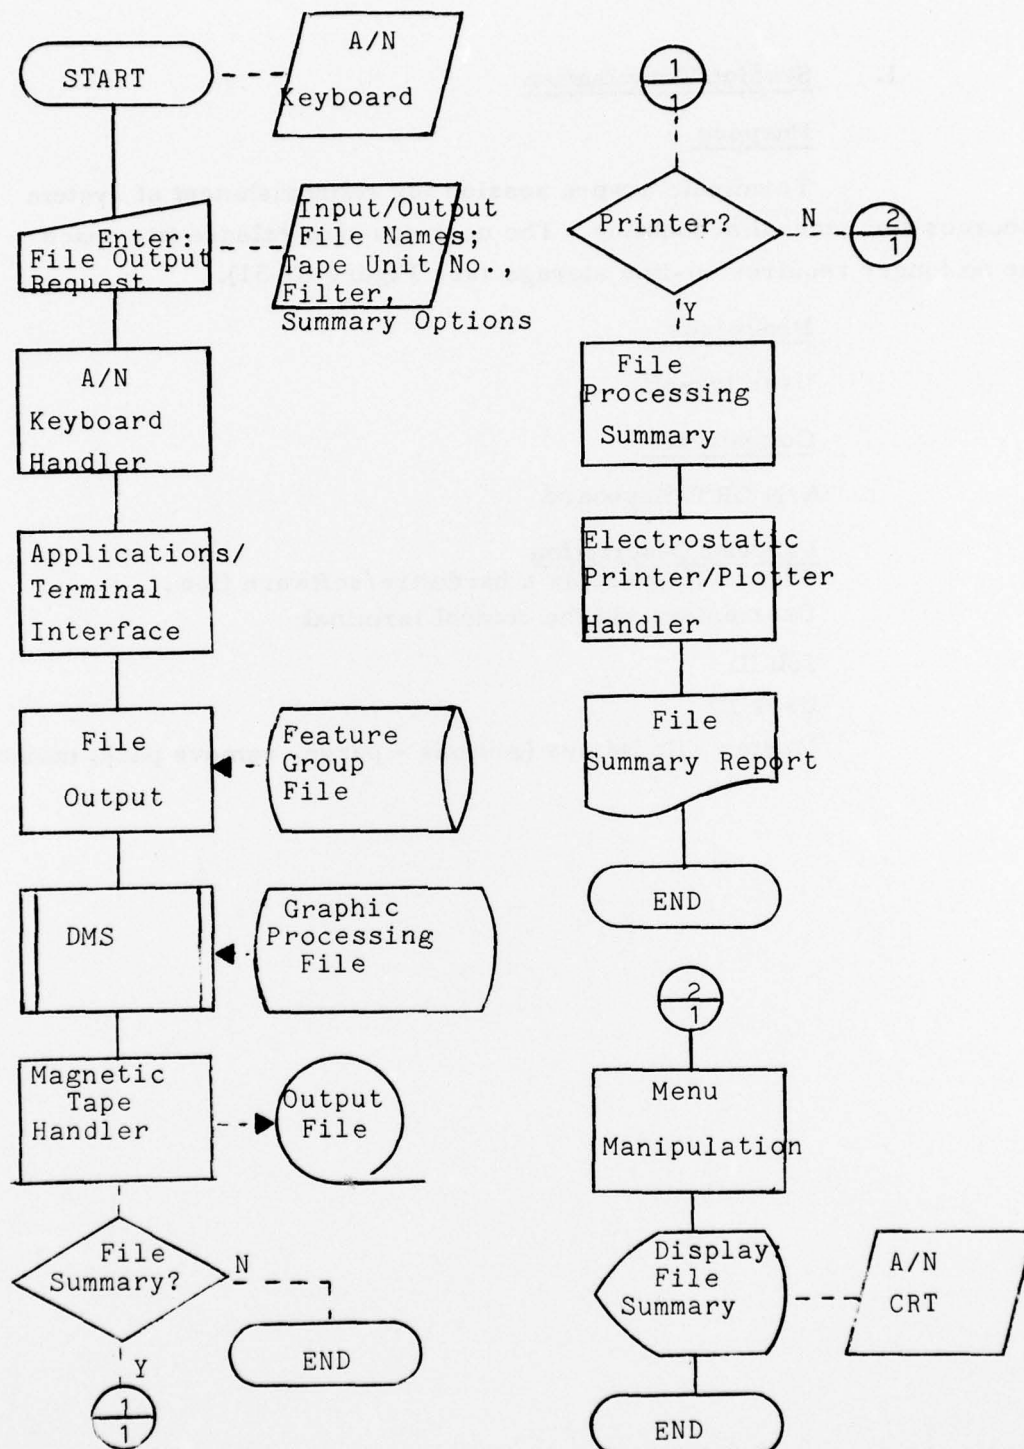 START
A/N
Keyboard
Enter:
File Output
Request
Input/Output
File Names;
Tape Unit No.,
Filter,
Summary Options
A/N
Keyboard
Handler
Applications/
Terminal
Interface
File
Output
Feature
Group
File
DMS
Graphic
Processing
File
Magnetic
Tape
Handler
Output
File
File
Summary?
N
END
Y
1
1
1
1
Printer?
N
2
1
Y
File
Processing
Summary
Electrostatic
Printer/Plotter
Handler
File
Summary Report
END
2
1
Menu
Manipulation
Display:
File
Summary
A/N
CRT
END